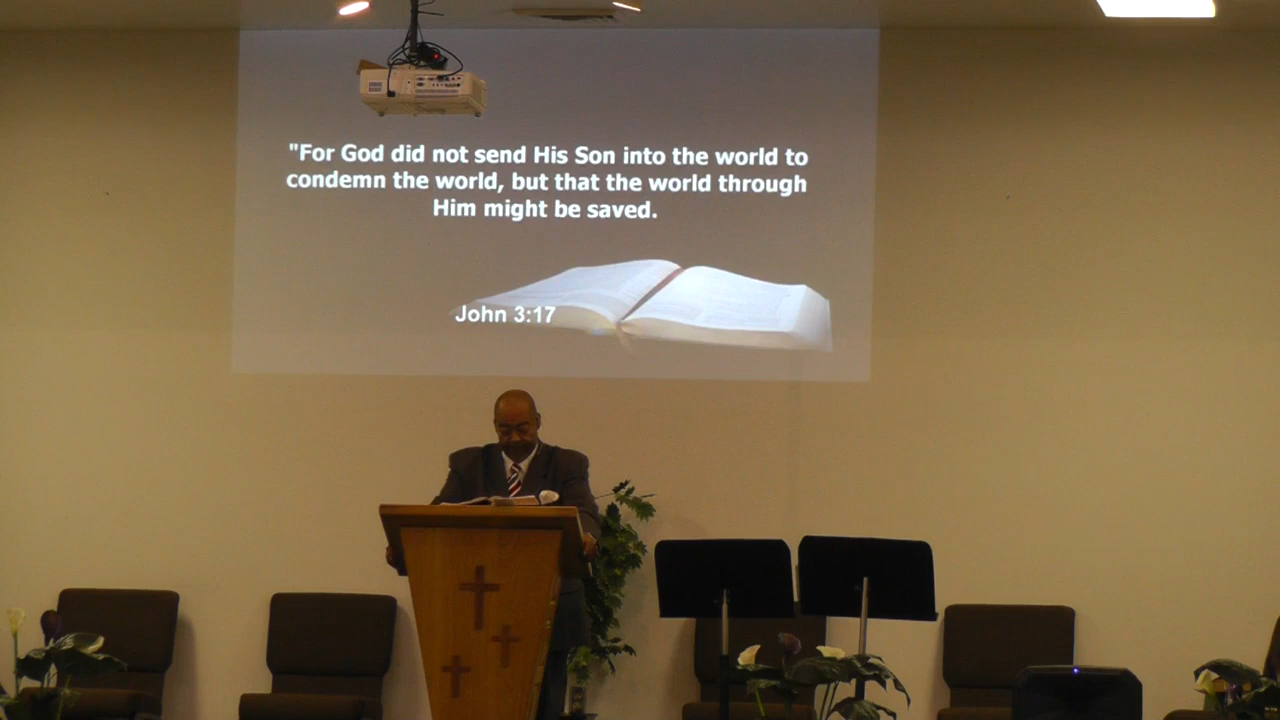 "For God did not send His Son into the world to
condemn the world, but that the world through
Him might be saved.
John 3:17